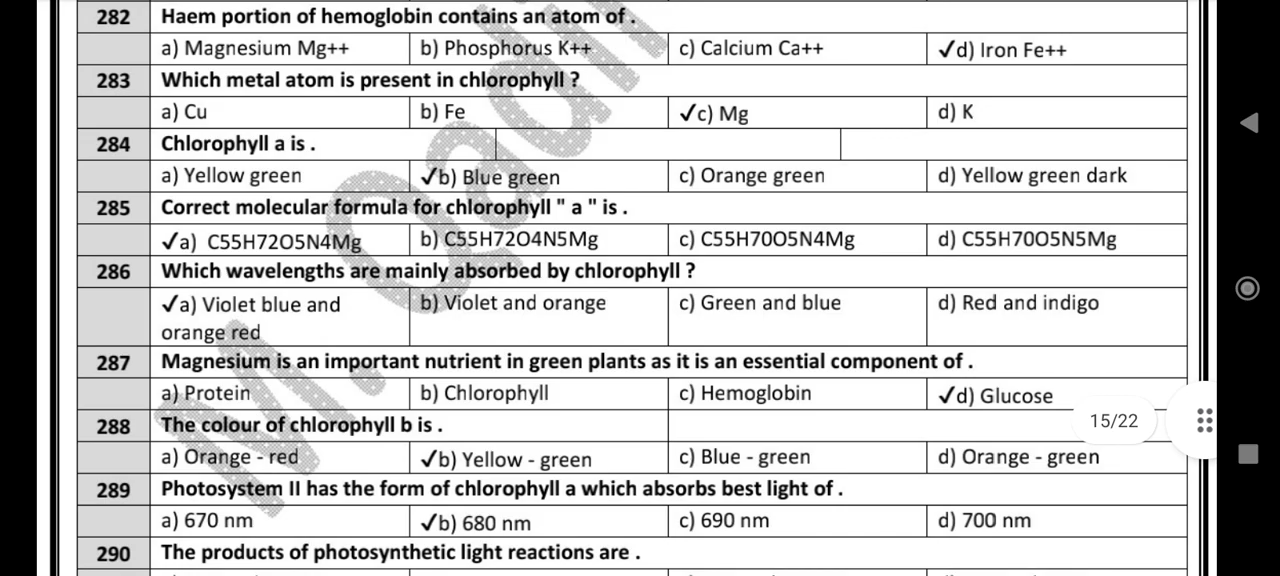 282 Haem portion of hemoglobin contains an atom of .
a) Magnesium Mg++ b) Phosphorus K++ c) Calcium Ca++ ✓d) Iron Fe++
283 Which metal atom is present in chlorophyll ?
a) Cu b) Fe ✓c) Mg d) K
284 Chlorophyll a is .
a) Yellow green ✓b) Blue green c) Orange green d) Yellow green dark
285 Correct molecular formula for chlorophyll " a " is .
✓a) C55H72O5N4Mg b) C55H72O4N5Mg c) C55H70O5N4Mg d) C55H70O5N5Mg
286 Which wavelengths are mainly absorbed by chlorophyll ?
✓a) Violet blue and b) Violet and orange c) Green and blue d) Red and indigo
orange red
287 Magnesium is an important nutrient in green plants as it is an essential component of .
a) Protein b) Chlorophyll c) Hemoglobin ✓d) Glucose
15/22
288 The colour of chlorophyll b is .
a) Orange - red ✓b) Yellow - green c) Blue - green d) Orange - green
289 Photosystem II has the form of chlorophyll a which absorbs best light of .
a) 670 nm ✓b) 680 nm c) 690 nm d) 700 nm
290 The products of photosynthetic light reactions are .